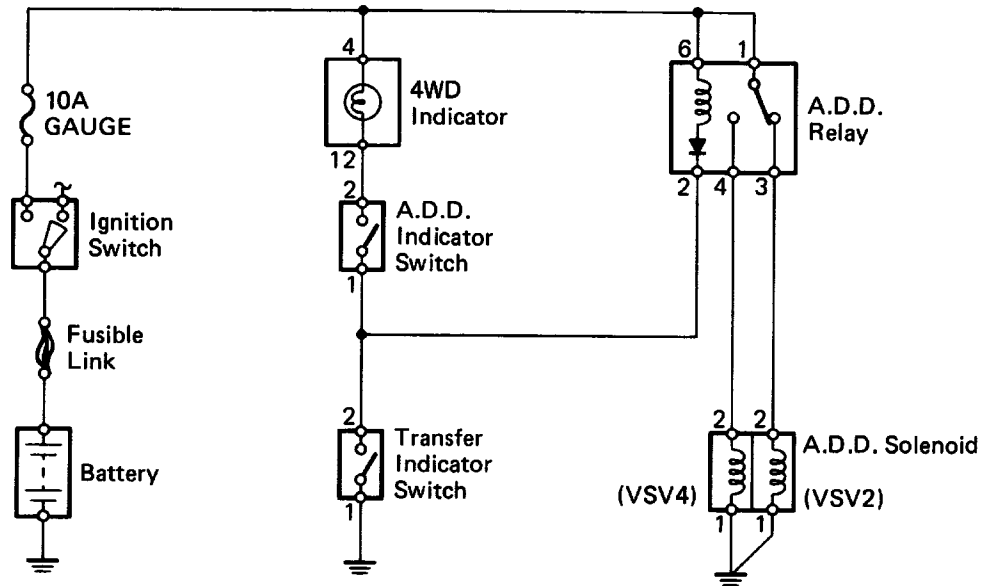 4
6
1
10A
GAUGE
4WD
Indicator
A.D.D.
Relay
12
2
4
3
2
A.D.D.
Indicator
Switch
1
Ignition
Switch
Fusible
Link
2
Transfer
Indicator
Switch
1
Battery
2
2
A.D.D. Solenoid
(VSV4)
(VSV2)
1
1